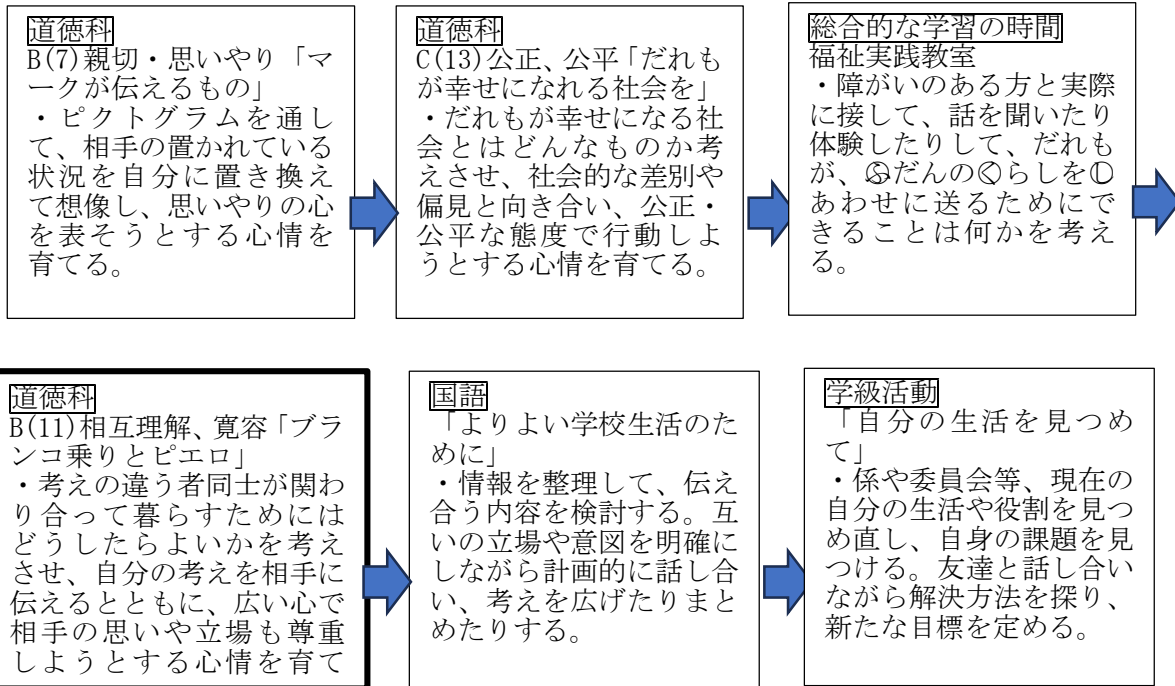 道徳科
B(7)親切・思いやり「マ
ークが伝えるもの」
・ピクトグラムを通し
て、相手の置かれている
状況を自分に置き換え
て想像し、思いやりの心
を表そうとする心情を
育てる。
道徳科
C(13)公正、公平「だれも
が幸せになれる社会を」
・だれもが幸せになる社
会とはどんなものか考
えさせ、社会的な差別や
偏見と向き合い、公正・
公平な態度で行動しよ
うとする心情を育てる。
総合的な学習の時間
福祉実践教室
・障がいのある方と実際
に接して、話を聞いたり
体験したりして、だれも
が、ふだんのくらしをし
あわせに送るためにで
きることは何かを考え
る。
道徳科
B(11)相互理解、寛容「ブラ
ンコ乗りとピエロ」
・考えの違う者同士が関わ
り合って暮らすためには
どうしたらよいかを考え
させ、自分の考えを相手に
伝えるとともに、広い心で
相手の思いや立場も尊重
しようとする心情を育て
国語
「よりよい学校生活のた
めに」
・情報を整理して、伝え
合う内容を検討する。互
いの立場や意図を明確に
しながら計画的に話し合
い、考えを広げたりまと
めたりする。
学級活動
「自分の生活を見つめ
て」
・係や委員会等、現在の
自分の生活や役割を見つ
め直し、自身の課題を見
つける。友達と話し合い
ながら解決方法を探り、
新たな目標を定める。